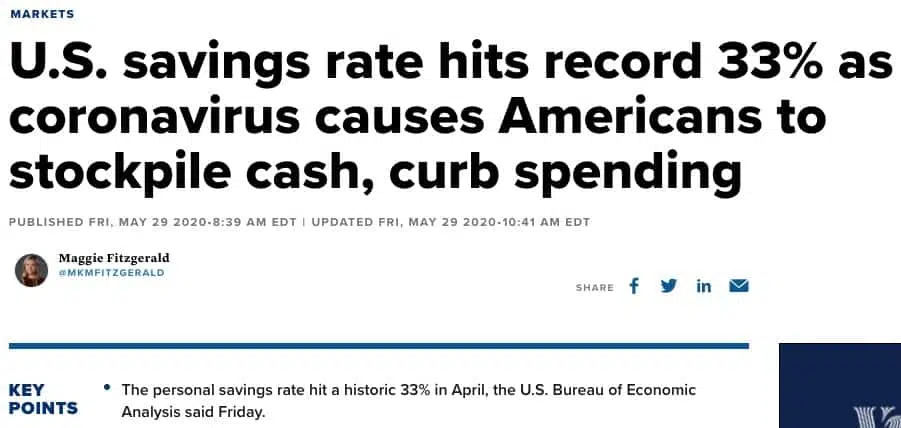 MARKETS
U.S. savings rate hits record 33% as
coronavirus causes Americans to
stockpile cash, curb spending
PUBLISHED FRI, MAY 29 2020•8:39 AM EDT | UPDATED FRI, MAY 29 2020•10:41 AM EDT
Maggie Fitzgerald
@MKMFITZGERALD
SHARE
KEY
POINTS
• The personal savings rate hit a historic 33% in April, the U.S. Bureau of Economic
Analysis said Friday.